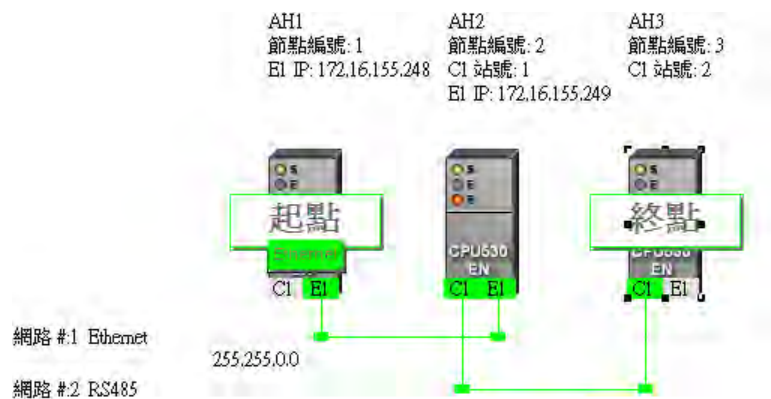 AH1
節點編號: 1
E1 IP: 172.16.155.248
AH2
節點編號: 2
C1 站號: 1
E1 IP: 172.16.155.249
AH3
節點編號: 3
C1 站號: 2
S
E
起點
C1 E1
S
E
E
CPU530
EN
C1 E1
S
E
終點
CPU530
EN
C1 E1
網路 #:1 Ethernet
255.255.0.0
網路 #:2 RS485